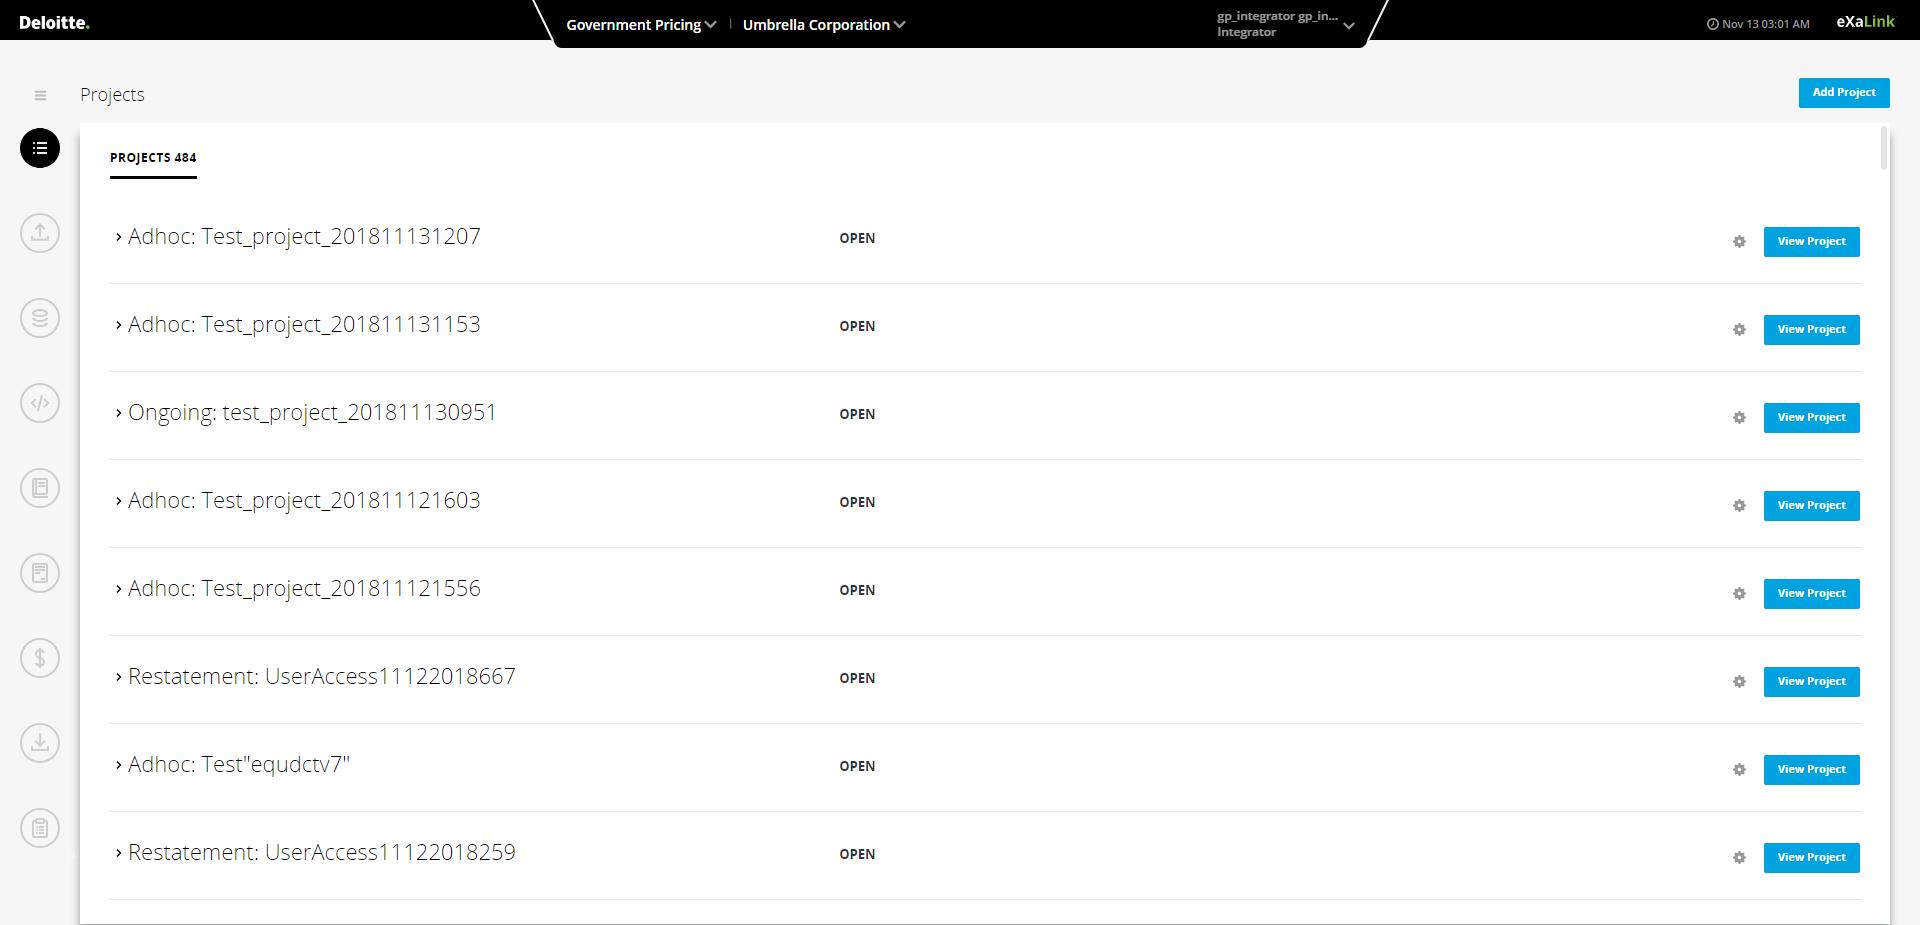 Deloitte.
Government Pricing | Umbrella Corporation
gp_integrator gp_in...
Integrator
Nov 13 03:01 AM
eXaLink
Projects
Add Project
PROJECTS 484
Adhoc: Test_project_201811131207 OPEN View Project
Adhoc: Test_project_201811131153 OPEN View Project
Ongoing: test_project_201811130951 OPEN View Project
Adhoc: Test_project_201811121603 OPEN View Project
Adhoc: Test_project_201811121556 OPEN View Project
Restatement: UserAccess11122018667 OPEN View Project
Adhoc: Test"equdctv7" OPEN View Project
Restatement: UserAccess11122018259 OPEN View Project